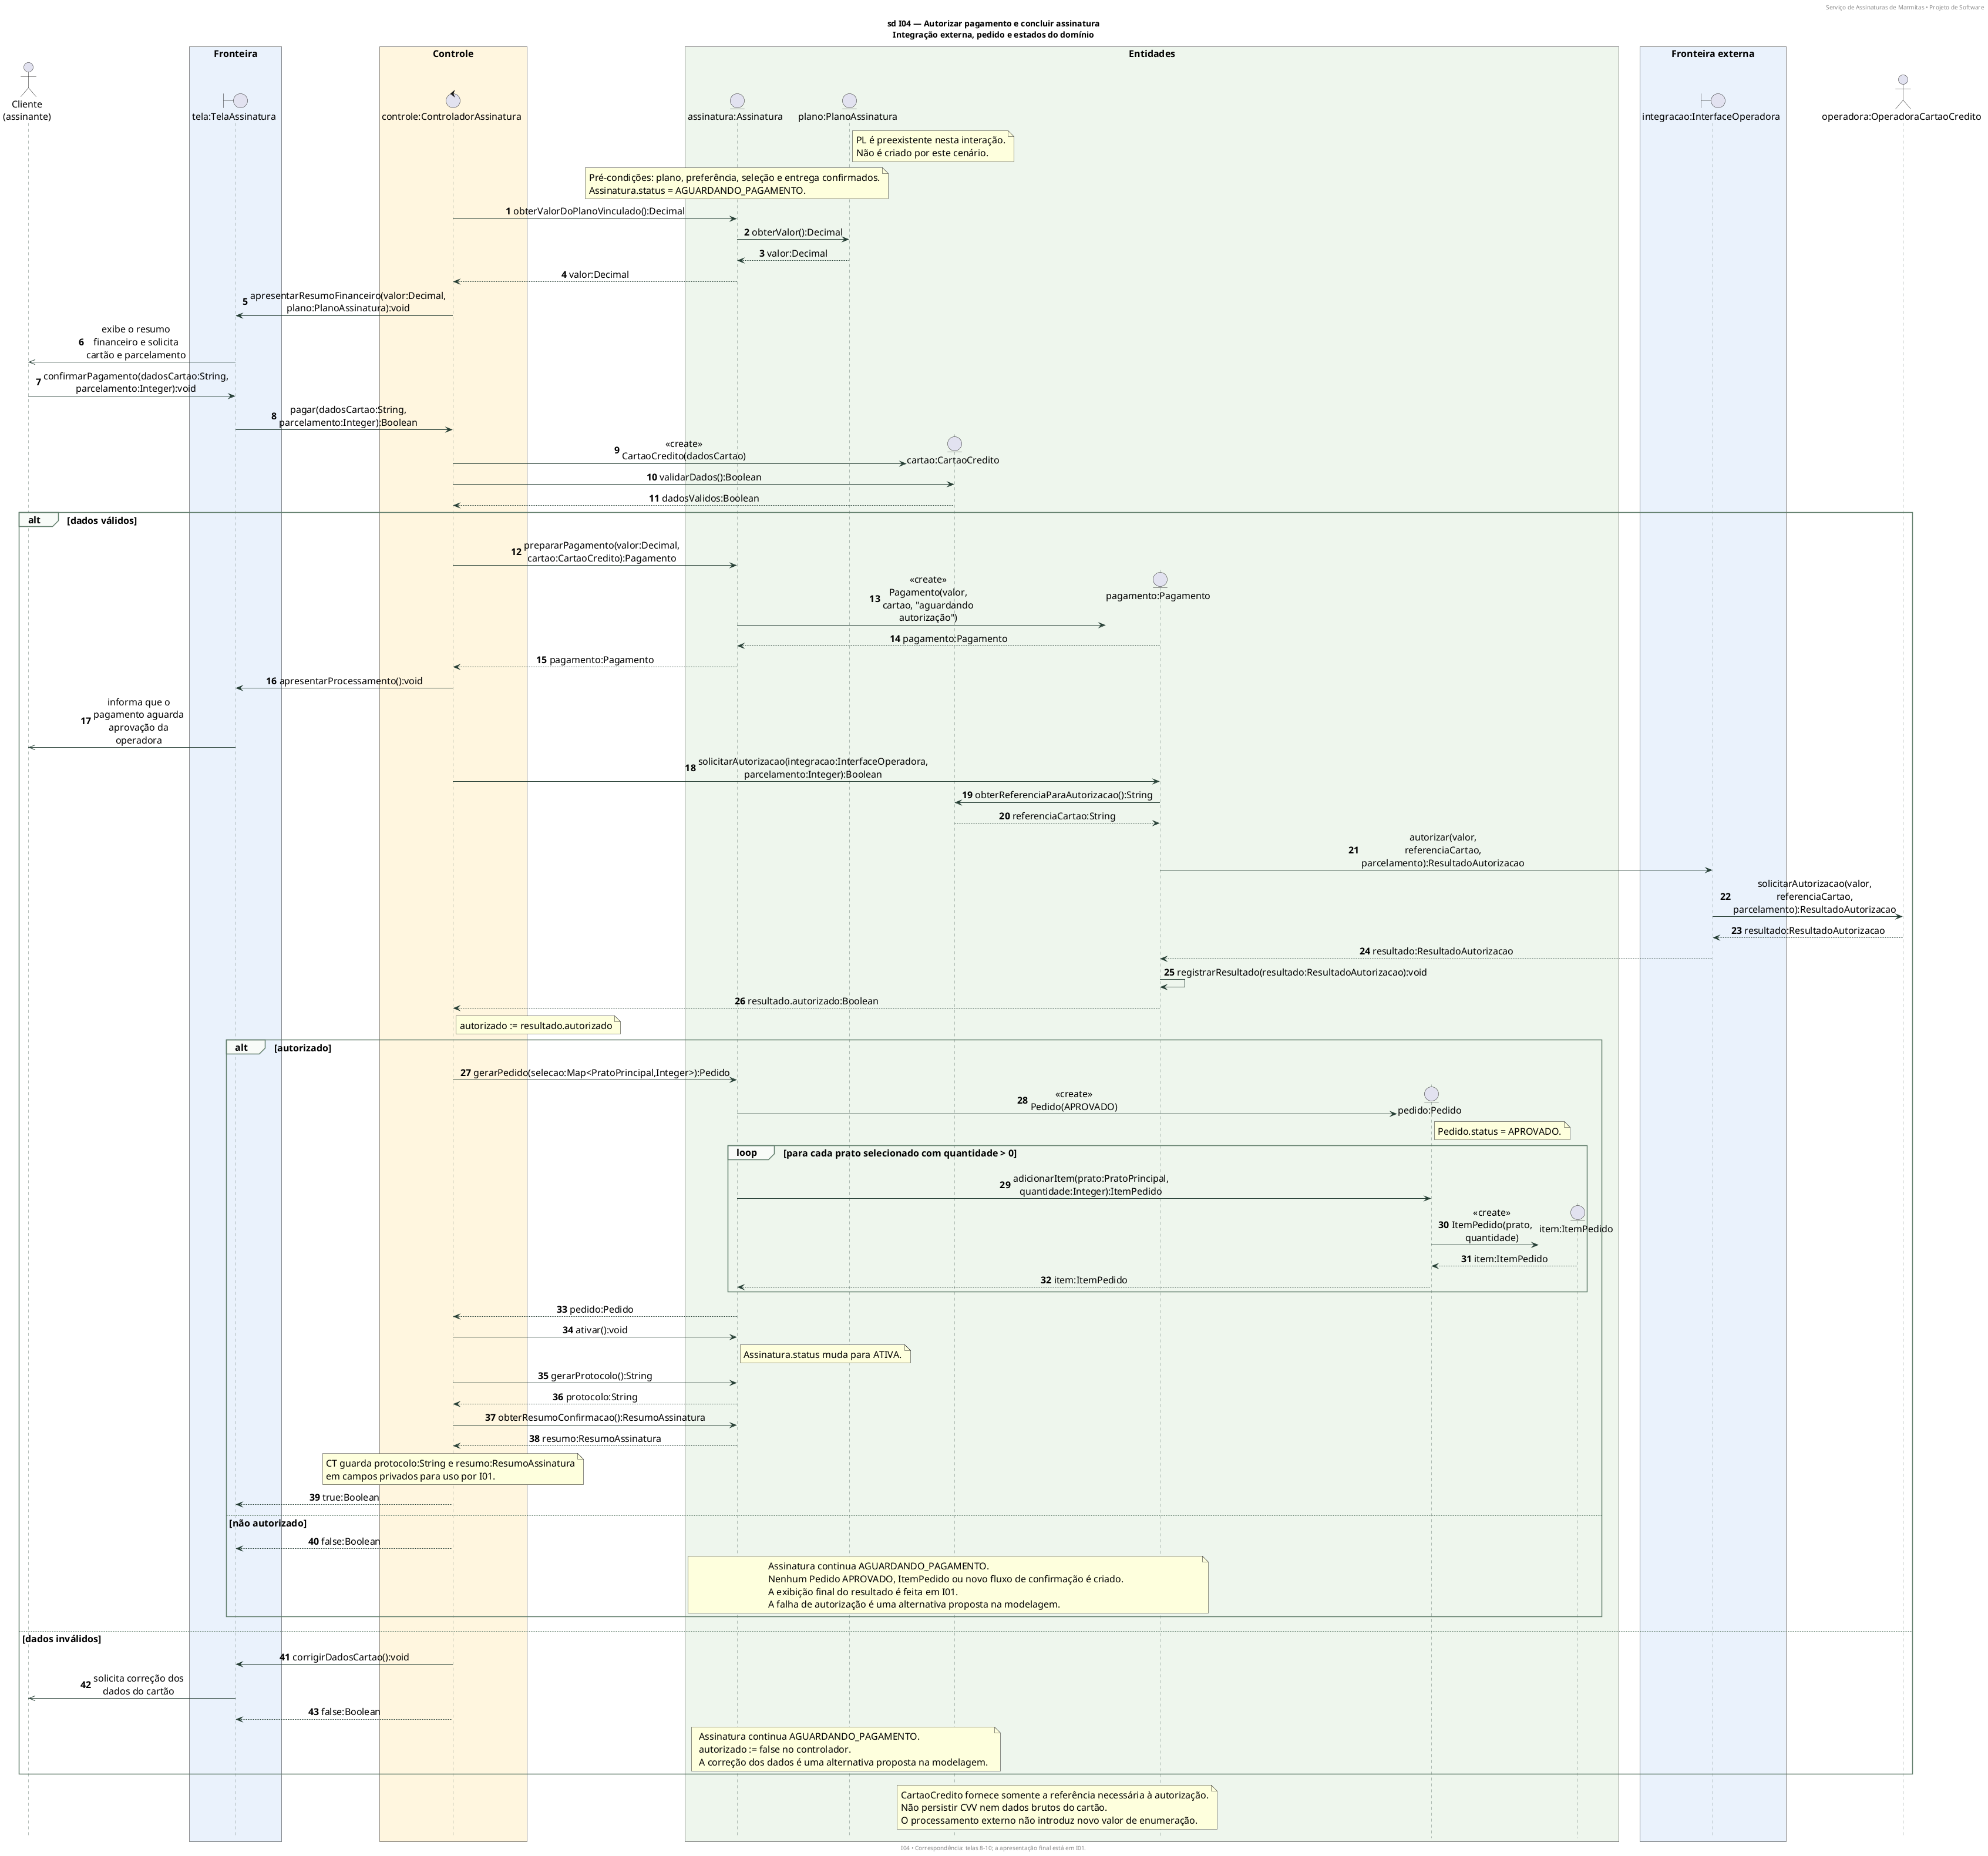 Serviço de Assinaturas de Marmitas • Projeto de Software
sd I04 — Autorizar pagamento e concluir assinatura
Integração externa, pedido e estados do domínio
Fronteira
Controle
Entidades
Fronteira externa
Cliente
(assinante)
tela:TelaAssinatura
controle:ControladorAssinatura
assinatura:Assinatura
plano:PlanoAssinatura
integracao:InterfaceOperadora
operadora:OperadoraCartaoCredito
PL é preexistente nesta interação.
Não é criado por este cenário.
Pré-condições: plano, preferência, seleção e entrega confirmados.
Assinatura.status = AGUARDANDO_PAGAMENTO.
1 obterValorDoPlanoVinculado():Decimal
2 obterValor():Decimal
3 valor:Decimal
4 valor:Decimal
5 apresentarResumoFinanceiro(valor:Decimal,
plano:PlanoAssinatura):void
6 exibe o resumo
financeiro e solicita
cartão e parcelamento
7 confirmarPagamento(dadosCartao:String,
parcelamento:Integer):void
8 pagar(dadosCartao:String,
parcelamento:Integer):Boolean
9 «create»
CartaoCredito(dadosCartao)
cartao:CartaoCredito
10 validarDados():Boolean
11 dadosValidos:Boolean
alt [dados válidos]
12 prepararPagamento(valor:Decimal,
cartao:CartaoCredito):Pagamento
13 «create»
Pagamento(valor,
cartao, "aguardando
autorização")
pagamento:Pagamento
14 pagamento:Pagamento
15 pagamento:Pagamento
16 apresentarProcessamento():void
17 informa que o
pagamento aguarda
aprovação da
operadora
18 solicitarAutorizacao(integracao:InterfaceOperadora,
parcelamento:Integer):Boolean
19 obterReferenciaParaAutorizacao():String
20 referenciaCartao:String
21 autorizar(valor,
referenciaCartao,
parcelamento):ResultadoAutorizacao
22 solicitarAutorizacao(valor,
referenciaCartao,
parcelamento):ResultadoAutorizacao
23 resultado:ResultadoAutorizacao
24 resultado:ResultadoAutorizacao
25 registrarResultado(resultado:ResultadoAutorizacao):void
26 resultado.autorizado:Boolean
autorizado := resultado.autorizado
alt [autorizado]
27 gerarPedido(selecao:Map<PratoPrincipal,Integer>):Pedido
28 «create»
Pedido(APROVADO)
pedido:Pedido
Pedido.status = APROVADO.
loop [para cada prato selecionado com quantidade > 0]
29 adicionarItem(prato:PratoPrincipal,
quantidade:Integer):ItemPedido
30 «create»
ItemPedido(prato,
quantidade)
item:ItemPedido
31 item:ItemPedido
32 item:ItemPedido
33 pedido:Pedido
34 ativar():void
Assinatura.status muda para ATIVA.
35 gerarProtocolo():String
36 protocolo:String
37 obterResumoConfirmacao():ResumoAssinatura
38 resumo:ResumoAssinatura
CT guarda protocolo:String e resumo:ResumoAssinatura
em campos privados para uso por I01.
39 true:Boolean
[não autorizado]
40 false:Boolean
Assinatura continua AGUARDANDO_PAGAMENTO.
Nenhum Pedido APROVADO, ItemPedido ou novo fluxo de confirmação é criado.
A exibição final do resultado é feita em I01.
A falha de autorização é uma alternativa proposta na modelagem.
[dados inválidos]
41 corrigirDadosCartao():void
42 solicita correção dos
dados do cartão
43 false:Boolean
Assinatura continua AGUARDANDO_PAGAMENTO.
autorizado := false no controlador.
A correção dos dados é uma alternativa proposta na modelagem.
CartaoCredito fornece somente a referência necessária à autorização.
Não persistir CVV nem dados brutos do cartão.
O processamento externo não introduz novo valor de enumeração.
I04 • Correspondência: telas 8-10; a apresentação final está em I01.